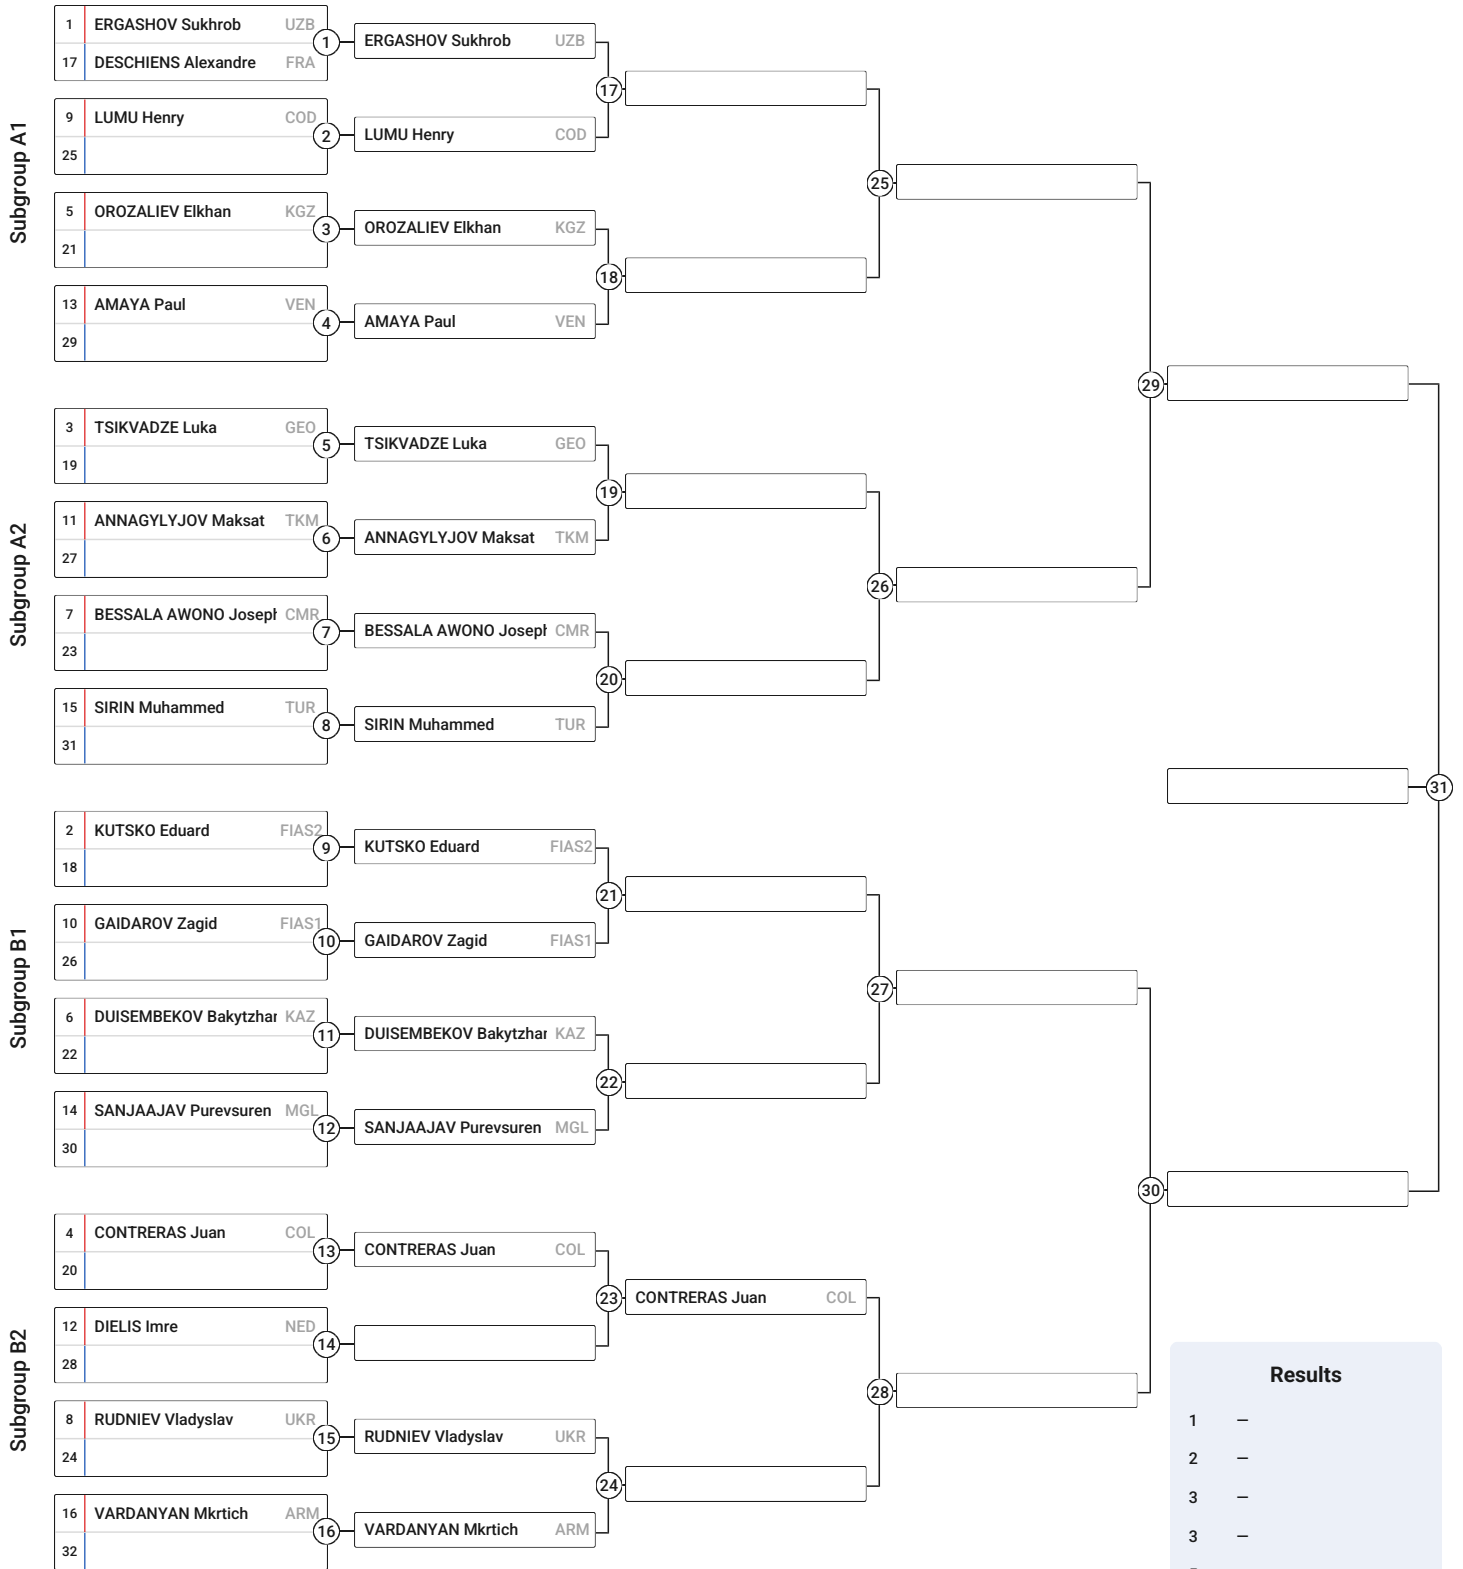 Subgroup A1
1 ERGASHOV Sukhrob UZB
17 DESCHIENS Alexandre FRA
1
ERGASHOV Sukhrob UZB
17
9 LUMU Henry COD
25
2
LUMU Henry COD
5 OROZALIEV Elkhan KGZ
21
3
OROZALIEV Elkhan KGZ
18
13 AMAYA Paul VEN
29
4
AMAYA Paul VEN
25
29
Subgroup A2
3 TSIKVADZE Luka GEO
19
5
TSIKVADZE Luka GEO
19
11 ANNAGYLYJOV Maksat TKM
27
6
ANNAGYLYJOV Maksat TKM
26
7 BESSALA AWONO Joseph CMR
23
7
BESSALA AWONO Joseph CMR
20
15 SIRIN Muhammed TUR
31
8
SIRIN Muhammed TUR
31
Subgroup B1
2 KUTSKO Eduard FIAS2
18
9
KUTSKO Eduard FIAS2
21
10 GAIDAROV Zagid FIAS1
26
10
GAIDAROV Zagid FIAS1
27
6 DUISEMBEKOV Bakytzhan KAZ
22
11
DUISEMBEKOV Bakytzhan KAZ
22
14 SANJAAJAV Purevsuren MGL
30
12
SANJAAJAV Purevsuren MGL
30
Subgroup B2
4 CONTRERAS Juan COL
20
13
CONTRERAS Juan COL
23
CONTRERAS Juan COL
12 DIELIS Imre NED
28
14
28
8 RUDNIEV Vladyslav UKR
24
15
RUDNIEV Vladyslav UKR
24
16 VARDANYAN Mkrtich ARM
32
16
VARDANYAN Mkrtich ARM
Results
1 –
2 –
3 –
3 –